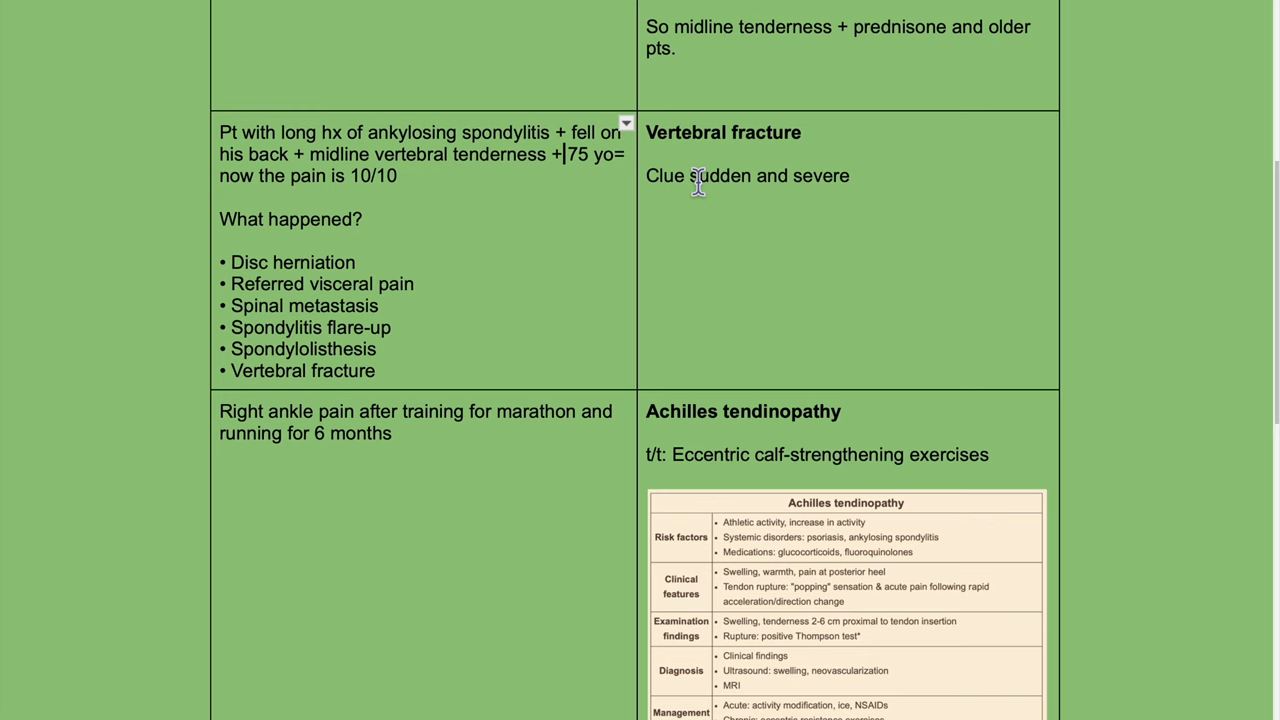 So midline tenderness + prednisone and older
pts.
Pt with long hx of ankylosing spondylitis + fell on
his back + midline vertebral tenderness + 75 yo=
now the pain is 10/10
What happened?
• Disc herniation
• Referred visceral pain
• Spinal metastasis
• Spondylitis flare-up
• Spondylolisthesis
• Vertebral fracture
Vertebral fracture
Clue sudden and severe
Right ankle pain after training for marathon and
running for 6 months
Achilles tendinopathy
t/t: Eccentric calf-strengthening exercises
Achilles tendinopathy
Risk factors
• Athletic activity, increase in activity
• Systemic disorders: psoriasis, ankylosing spondylitis
• Medications: glucocorticoids, fluoroquinolones
Clinical
features
• Swelling, warmth, pain at posterior heel
• Tendon rupture: "popping" sensation & acute pain following rapid
acceleration/direction change
Examination
findings
• Swelling, tenderness 2-6 cm proximal to tendon insertion
• Rupture: positive Thompson test*
Diagnosis
• Clinical findings
• Ultrasound: swelling, neovascularization
• MRI
Management
• Acute: activity modification, ice, NSAIDs
• Chronic: eccentric resistance exercises